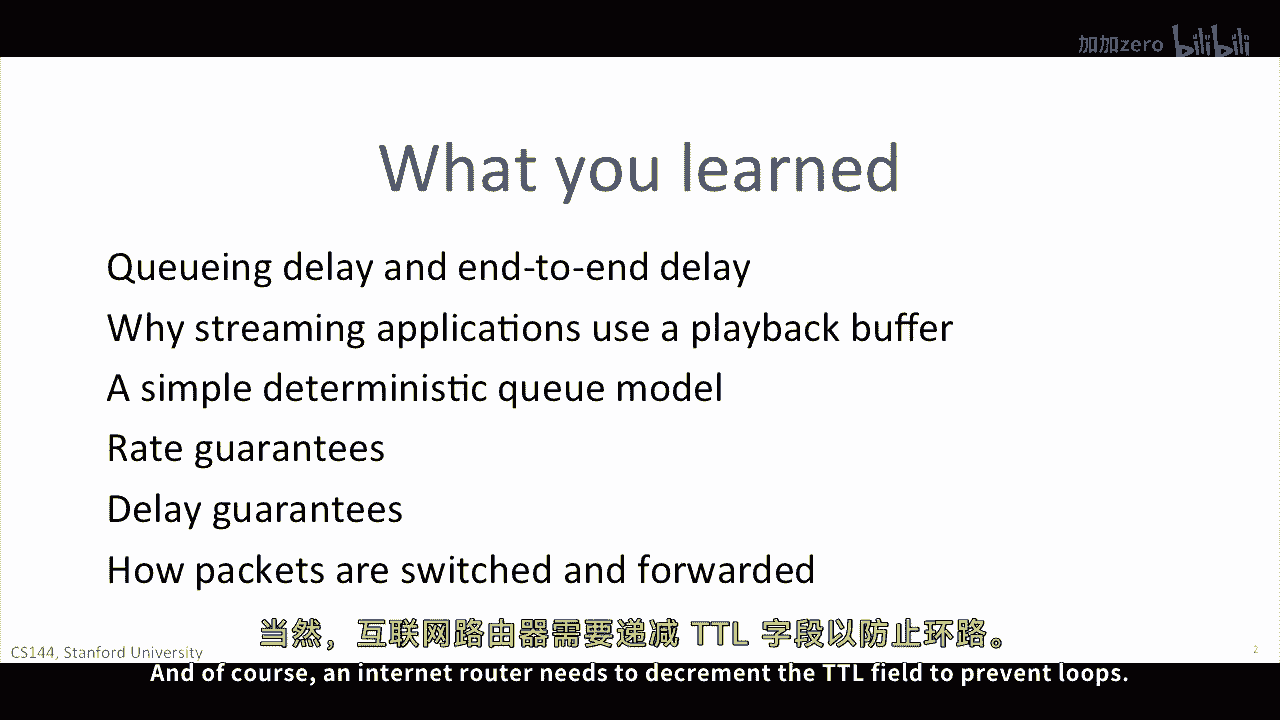 加加zero bilibili
What you learned
Queueing delay and end-to-end delay
Why streaming applications use a playback buffer
A simple deterministic queue model
Rate guarantees
Delay guarantees
How packets are switched and forwarded
当然，互联网路由器需要递减 TTL 字段以防止环路。
CS144, Stanford University
2
And of course, an internet router needs to decrement the TTL field to prevent loops.